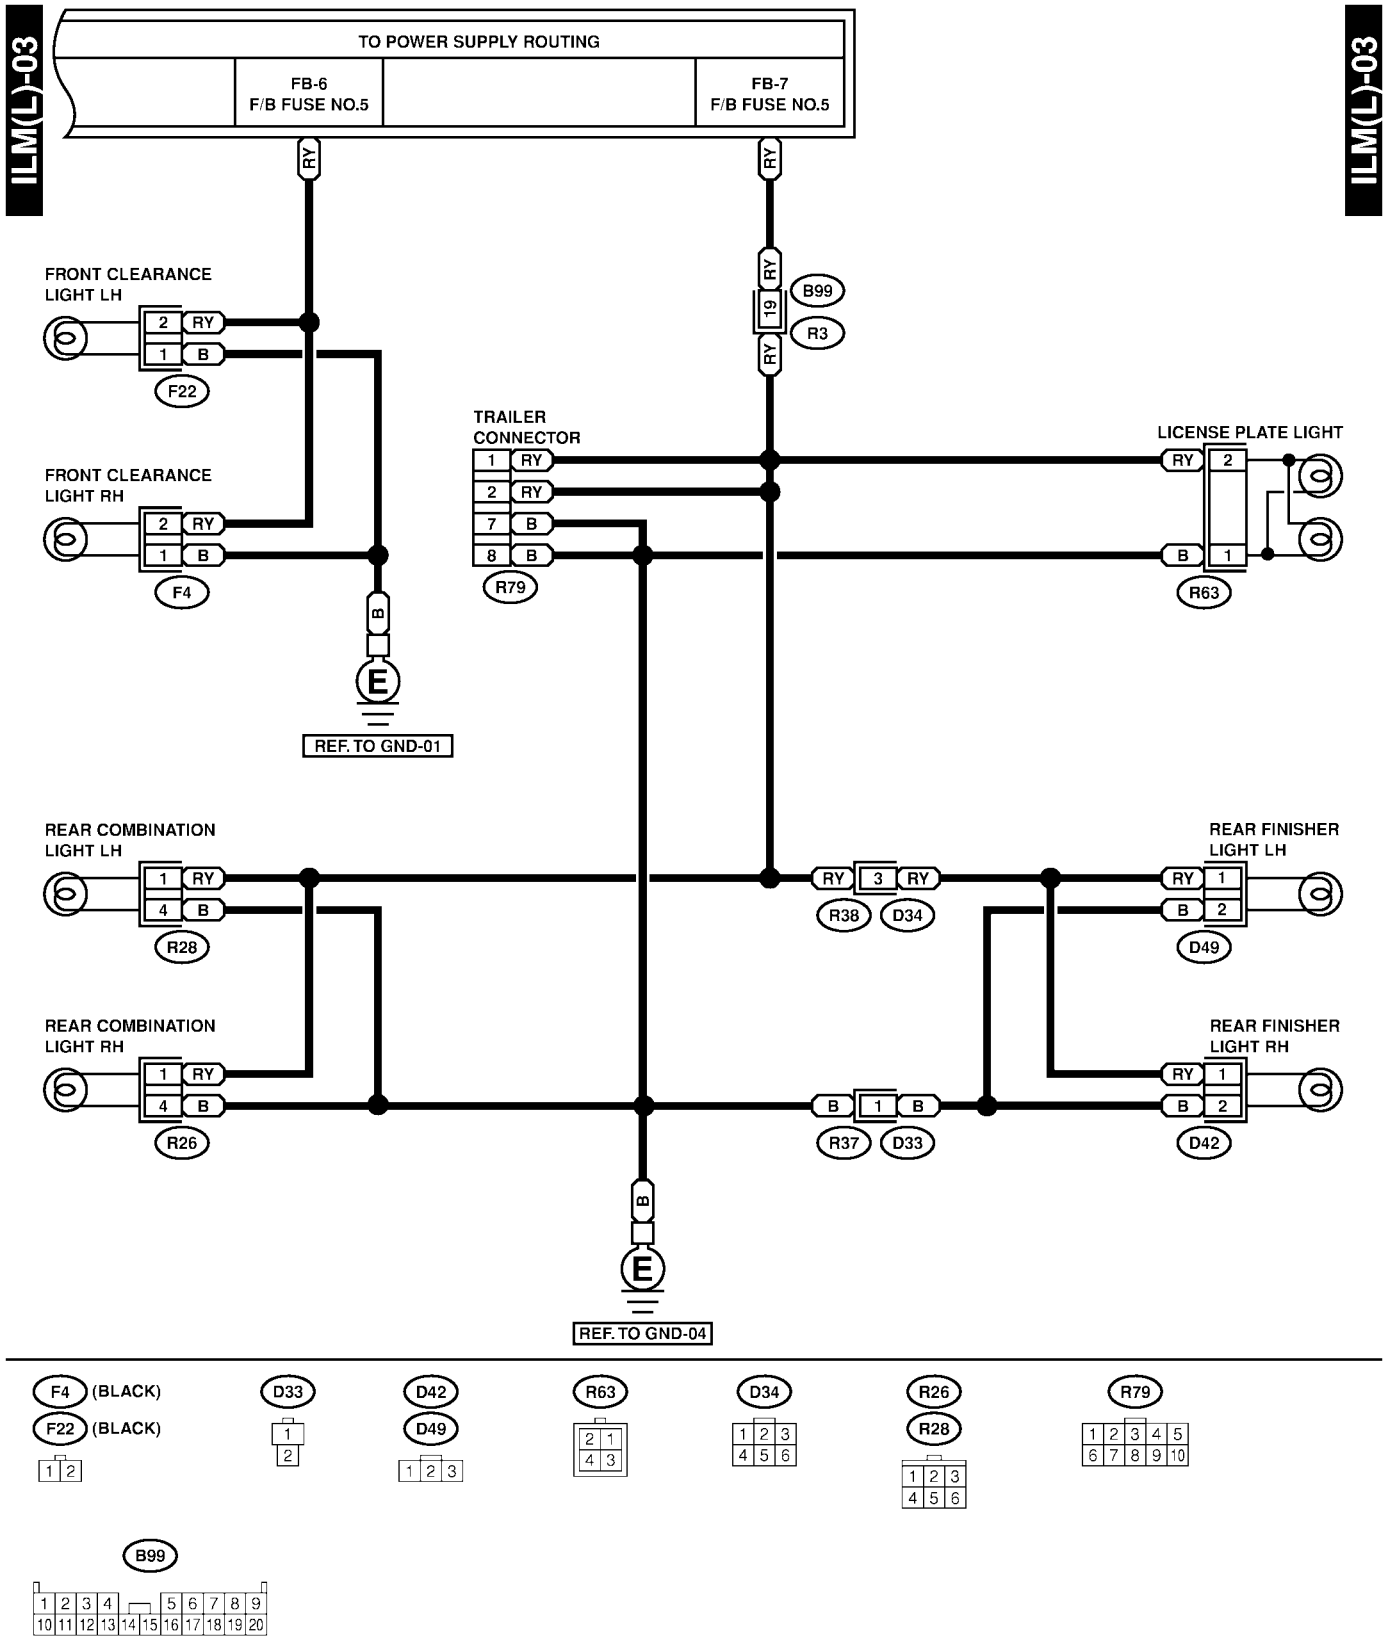 ILM(L)-03
ILM(L)-03
TO POWER SUPPLY ROUTING
FB-6
F/B FUSE NO.5
FB-7
F/B FUSE NO.5
RY
RY
FRONT CLEARANCE
LIGHT LH
2 RY
1 B
F22
RY
19
RY
B99
R3
FRONT CLEARANCE
LIGHT RH
2 RY
1 B
F4
B
E
REF. TO GND-01
TRAILER
CONNECTOR
1 RY
2 RY
7 B
8 B
R79
LICENSE PLATE LIGHT
RY 2
B 1
R63
REAR COMBINATION
LIGHT LH
1 RY
4 B
R28
RY 3 RY
R38 D34
REAR FINISHER
LIGHT LH
RY 1
B 2
D49
REAR COMBINATION
LIGHT RH
1 RY
4 B
R26
B 1 B
R37 D33
REAR FINISHER
LIGHT RH
RY 1
B 2
D42
B
E
REF. TO GND-04
F4 (BLACK)
F22 (BLACK)
1 2
D33
1
2
D42
D49
1 2 3
R63
2 1
4 3
D34
1 2 3
4 5 6
R26
R28
1 2 3
4 5 6
R79
1 2 3 4 5
6 7 8 9 10
B99
1 2 3 4 5 6 7 8 9
10 11 12 13 14 15 16 17 18 19 20